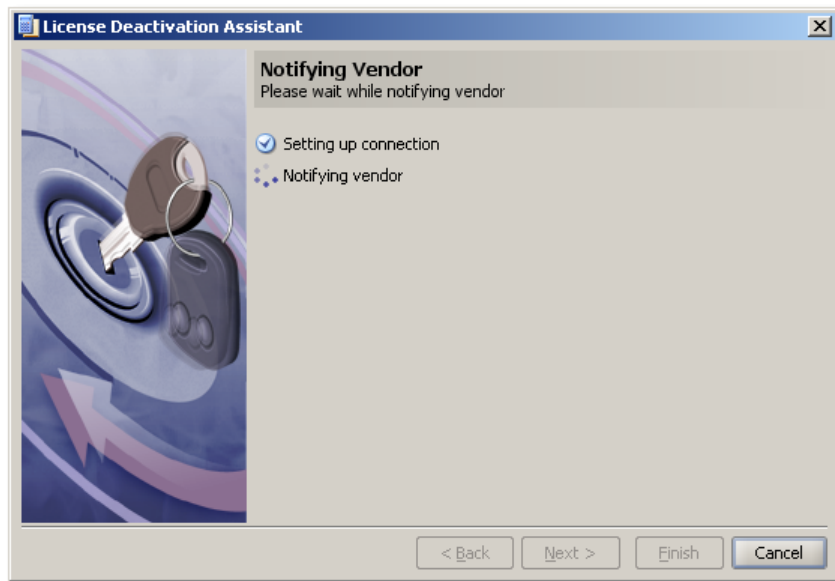 License Deactivation Assistant
Notifying Vendor
Please wait while notifying vendor
Setting up connection
Notifying vendor
< Back Next > Finish Cancel